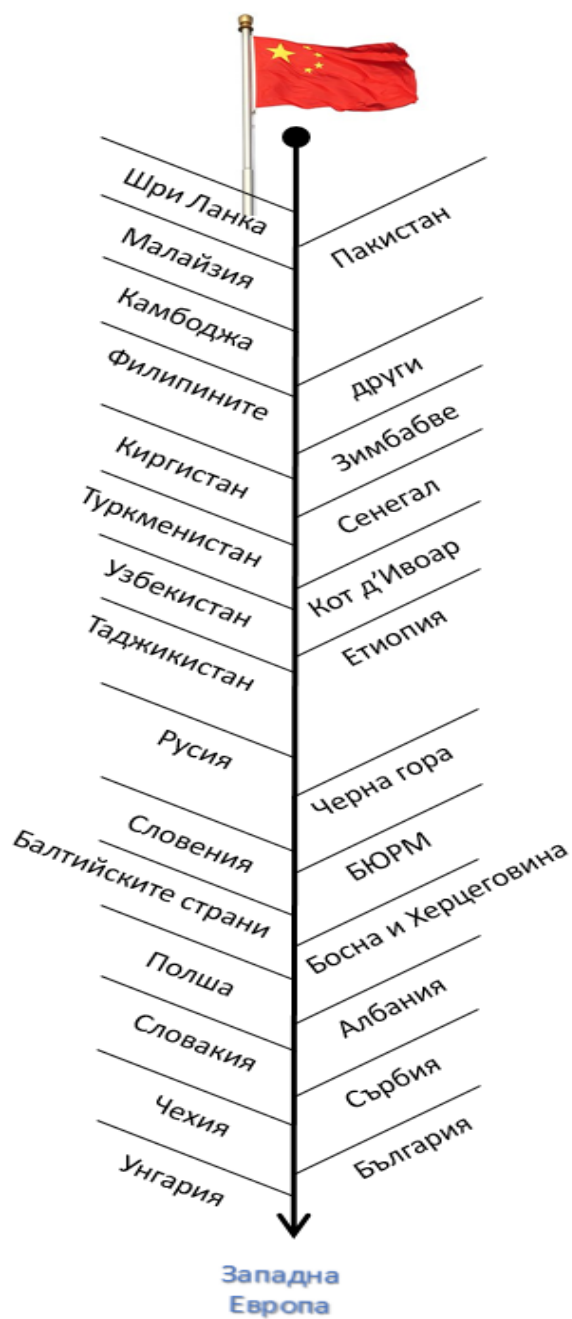 Шри Ланка
Малайзия
Камбоджа
Филипините
Киргистан
Туркменистан
Узбекистан
Таджикистан
Русия
Словения
Балтийските страни
Полша
Словакия
Чехия
Унгария
Пакистан
други
Зимбабве
Сенегал
Кот д'Ивоар
Етиопия
Черна гора
БЮРМ
Босна и Херцеговина
Албания
Сърбия
България
Западна
Европа